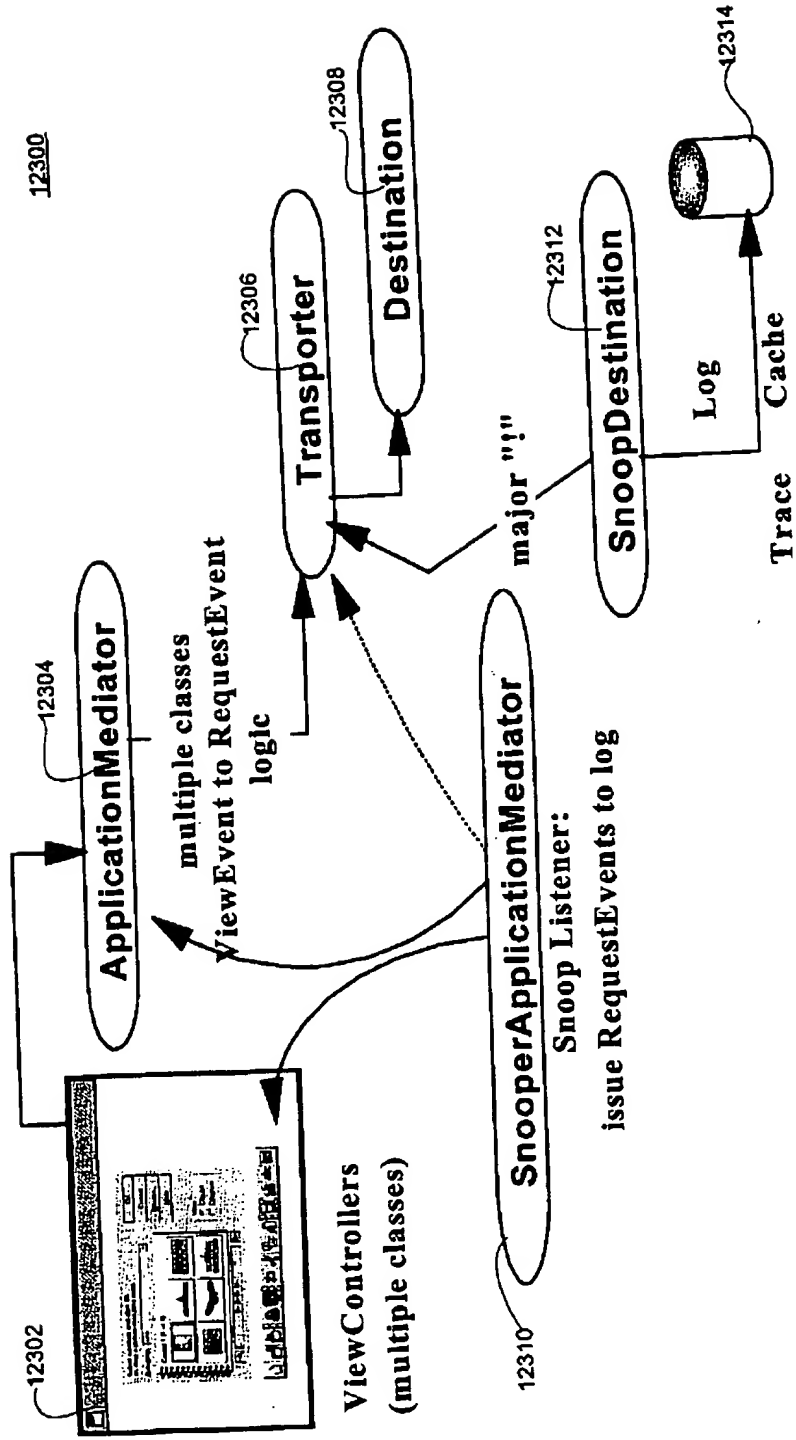 12300
12302
ViewControllers
(multiple classes)
12304
ApplicationMediator
multiple classes
ViewEvent to RequestEvent
logic
12306
Transporter
12308
Destination
major "!"
12310
SnooperApplicationMediator
Snoop Listener:
issue RequestEvents to log
12312
SnoopDestination
Log
Trace Cache
12314